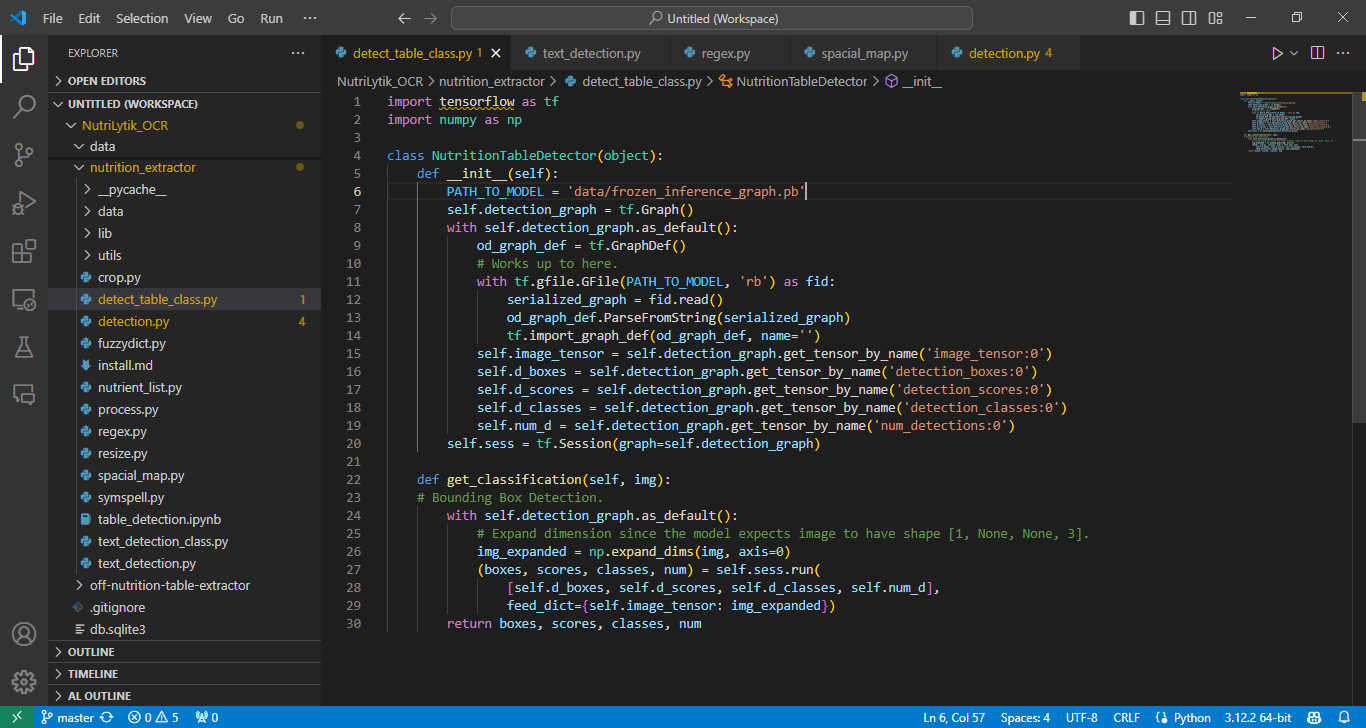 File Edit Selection View Go Run ··· Untitled (Workspace)
EXPLORER
OPEN EDITORS
UNTITLED (WORKSPACE)
NutriLytik_OCR
data
nutrition_extractor
__pycache__
data
lib
utils
crop.py
detect_table_class.py 1
detection.py 4
fuzzydict.py
install.md
nutrient_list.py
process.py
regex.py
resize.py
spacial_map.py
symspell.py
table_detection.ipynb
text_detection_class.py
text_detection.py
off-nutrition-table-extractor
.gitignore
db.sqlite3
OUTLINE
TIMELINE
AL OUTLINE
detect_table_class.py 1 text_detection.py regex.py spacial_map.py detection.py 4
NutriLytik_OCR > nutrition_extractor > detect_table_class.py > NutritionTableDetector > __init__
1 import tensorflow as tf
2 import numpy as np
3
4 class NutritionTableDetector(object):
5 def __init__(self):
6 PATH_TO_MODEL = 'data/frozen_inference_graph.pb'
7 self.detection_graph = tf.Graph()
8 with self.detection_graph.as_default():
9 od_graph_def = tf.GraphDef()
10 # Works up to here.
11 with tf.gfile.GFile(PATH_TO_MODEL, 'rb') as fid:
12 serialized_graph = fid.read()
13 od_graph_def.ParseFromString(serialized_graph)
14 tf.import_graph_def(od_graph_def, name='')
15 self.image_tensor = self.detection_graph.get_tensor_by_name('image_tensor:0')
16 self.d_boxes = self.detection_graph.get_tensor_by_name('detection_boxes:0')
17 self.d_scores = self.detection_graph.get_tensor_by_name('detection_scores:0')
18 self.d_classes = self.detection_graph.get_tensor_by_name('detection_classes:0')
19 self.num_d = self.detection_graph.get_tensor_by_name('num_detections:0')
20 self.sess = tf.Session(graph=self.detection_graph)
21
22 def get_classification(self, img):
23 # Bounding Box Detection.
24 with self.detection_graph.as_default():
25 # Expand dimension since the model expects image to have shape [1, None, None, 3].
26 img_expanded = np.expand_dims(img, axis=0)
27 (boxes, scores, classes, num) = self.sess.run(
28 [self.d_boxes, self.d_scores, self.d_classes, self.num_d],
29 feed_dict={self.image_tensor: img_expanded})
30 return boxes, scores, classes, num
master 0 5 0 Ln 6, Col 57 Spaces: 4 UTF-8 CRLF Python 3.12.2 64-bit